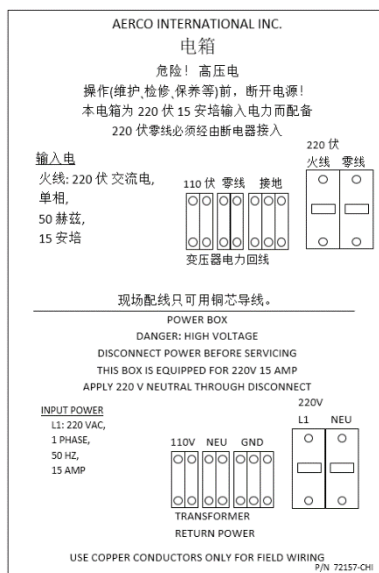 AERCO INTERNATIONAL INC.
电箱
危险！高压电
操作(维护、检修、保养等)前，断开电源！
本电箱为 220 伏 15 安培输入电力而配备
220 伏零线必须经由断电器接入
220 伏
火线 零线
输入电
火线: 220 伏 交流电,
单相,
50 赫兹,
15 安培
110 伏 零线 接地
变压器电力回线
现场配线只可用铜芯导线。
POWER BOX
DANGER: HIGH VOLTAGE
DISCONNECT POWER BEFORE SERVICING
THIS BOX IS EQUIPPED FOR 220V 15 AMP
APPLY 220 V NEUTRAL THROUGH DISCONNECT
220V
L1 NEU
INPUT POWER
L1: 220 VAC,
1 PHASE,
50 HZ,
15 AMP
110V NEU GND
TRANSFORMER
RETURN POWER
USE COPPER CONDUCTORS ONLY FOR FIELD WIRING
P/N 72157-CHI